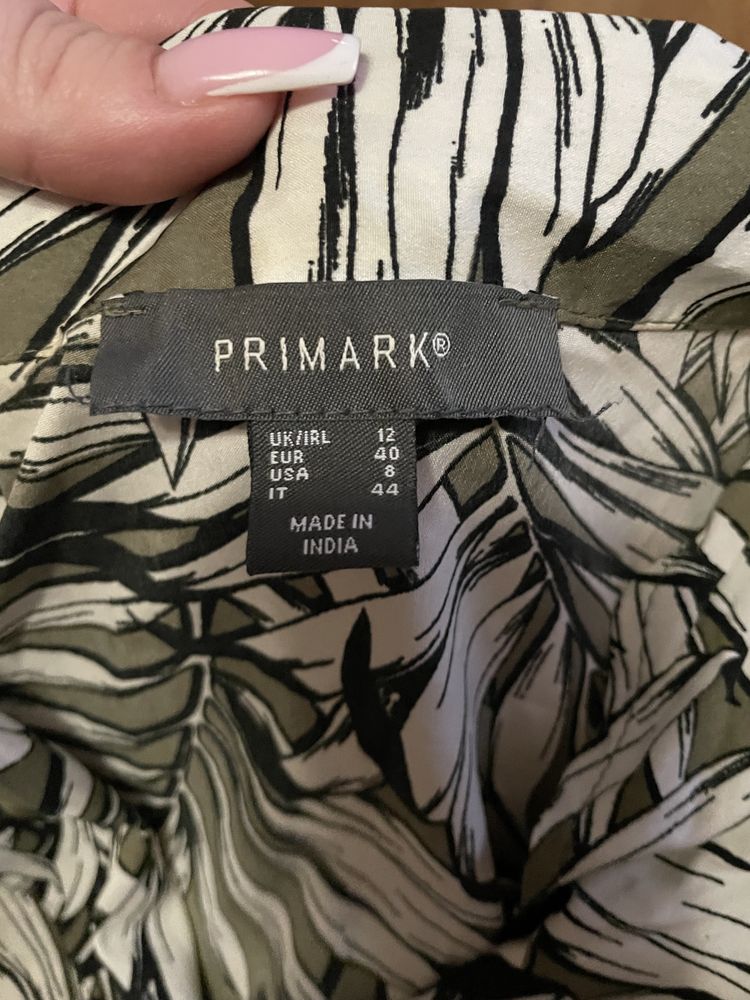 PRIMARK®
UK/IRL 12
EUR 40
USA 8
IT 44
MADE IN
INDIA